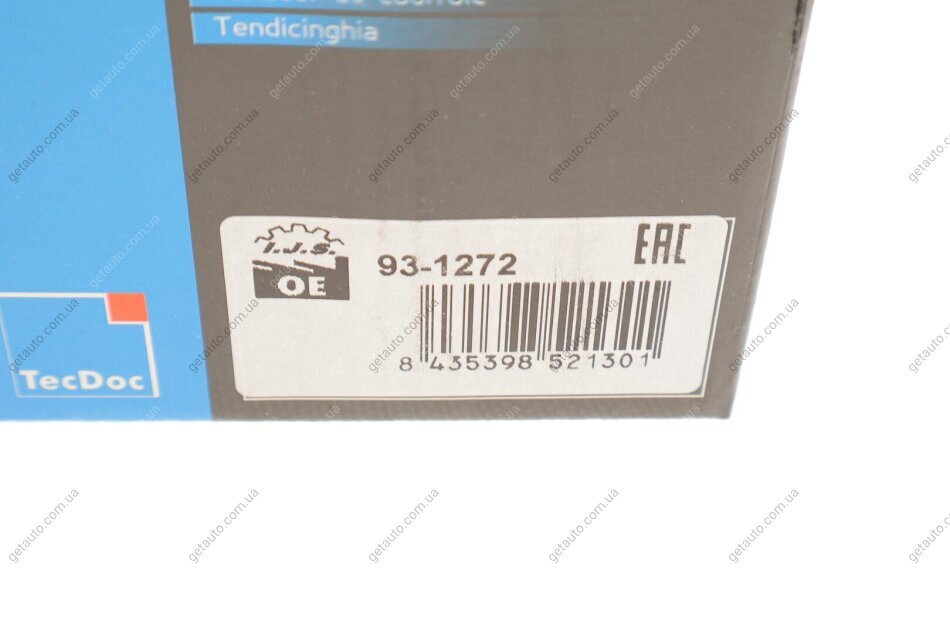 Tendicinghia
I.J.S.
OE
93-1272
EAC
8 435398 521301
TecDoc
getauto.com.ua